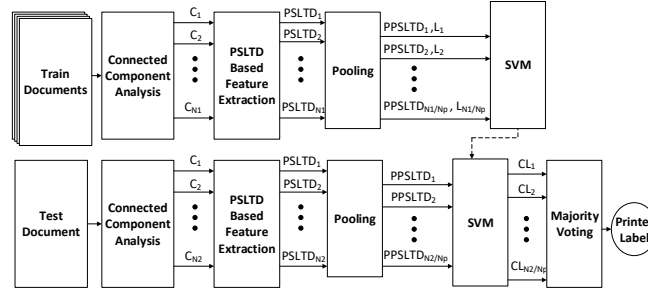 Train
Documents
Connected
Component
Analysis
C1
C2
CN1
PSLTD
Based
Feature
Extraction
PSLTD1
PSLTD2
PSLTDN1
Pooling
PPSLTD1,L1
PPSLTD2, L2
PPSLTDN1/Np , LN1/Np
SVM
Test
Document
Connected
Component
Analysis
C1
C2
CN2
PSLTD
Based
Feature
Extraction
PSLTD1
PSLTD2
PSLTDN2
Pooling
PPSLTD1
PPSLTD2
PPSLTDN2/Np
SVM
CL1
CL2
CLN2/Np
Majority
Voting
Printer
Label